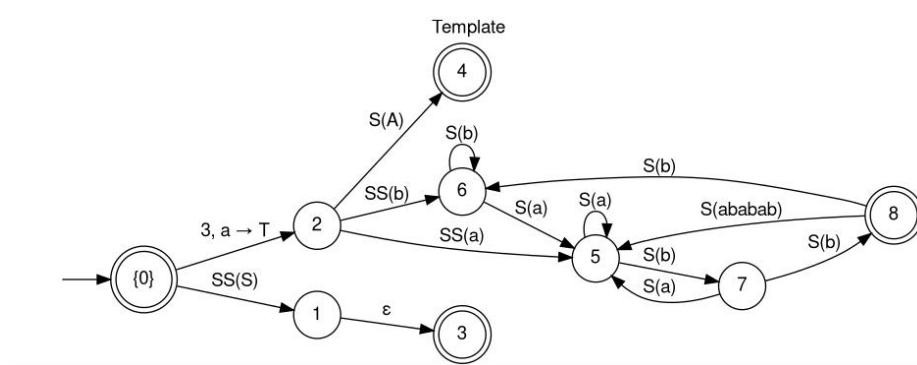 Template
4
S(A)
S(b)
S(b)
6
SS(b)
S(a)
S(a)
S(ababab)
8
3, a → T
2
SS(a)
S(b)
5
S(b)
{0}
SS(S)
S(a)
7
1
ε
3